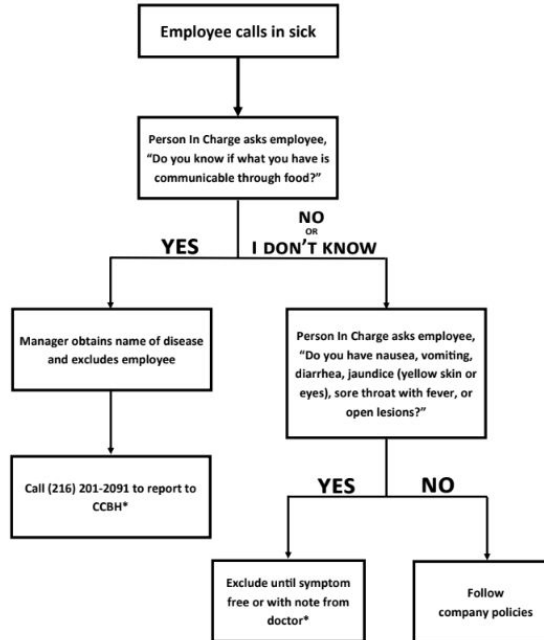 Employee calls in sick
Person In Charge asks employee,
“Do you know if what you have is
communicable through food?”
NO
OR
YES
I DON’T KNOW
Manager obtains name of disease
and excludes employee
Person In Charge asks employee,
“Do you have nausea, vomiting,
diarrhea, jaundice (yellow skin or
eyes), sore throat with fever, or
open lesions?”
Call (216) 201-2091 to report to
CCBH*
YES
NO
Exclude until symptom
free or with note from
doctor*
Follow
company policies